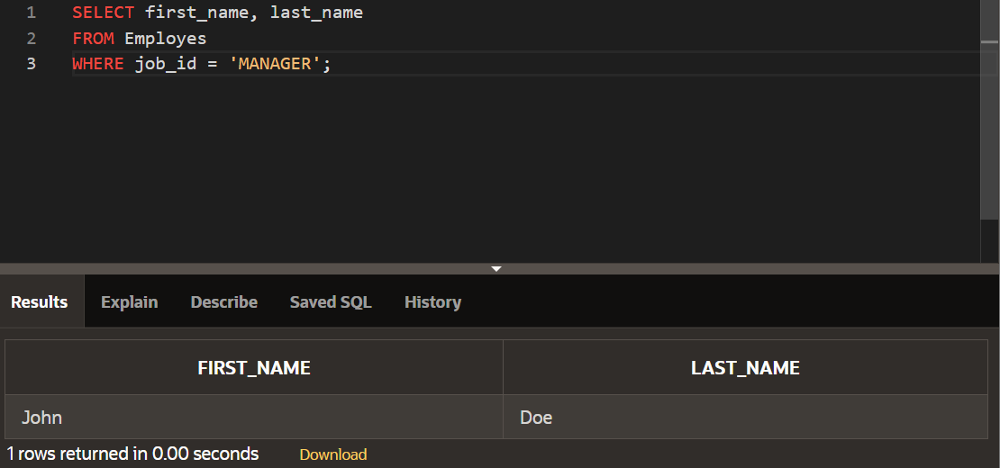 1 SELECT first_name, last_name
2 FROM Employes
3 WHERE job_id = 'MANAGER';
Results Explain Describe Saved SQL History
FIRST_NAME LAST_NAME
John Doe
1 rows returned in 0.00 seconds Download